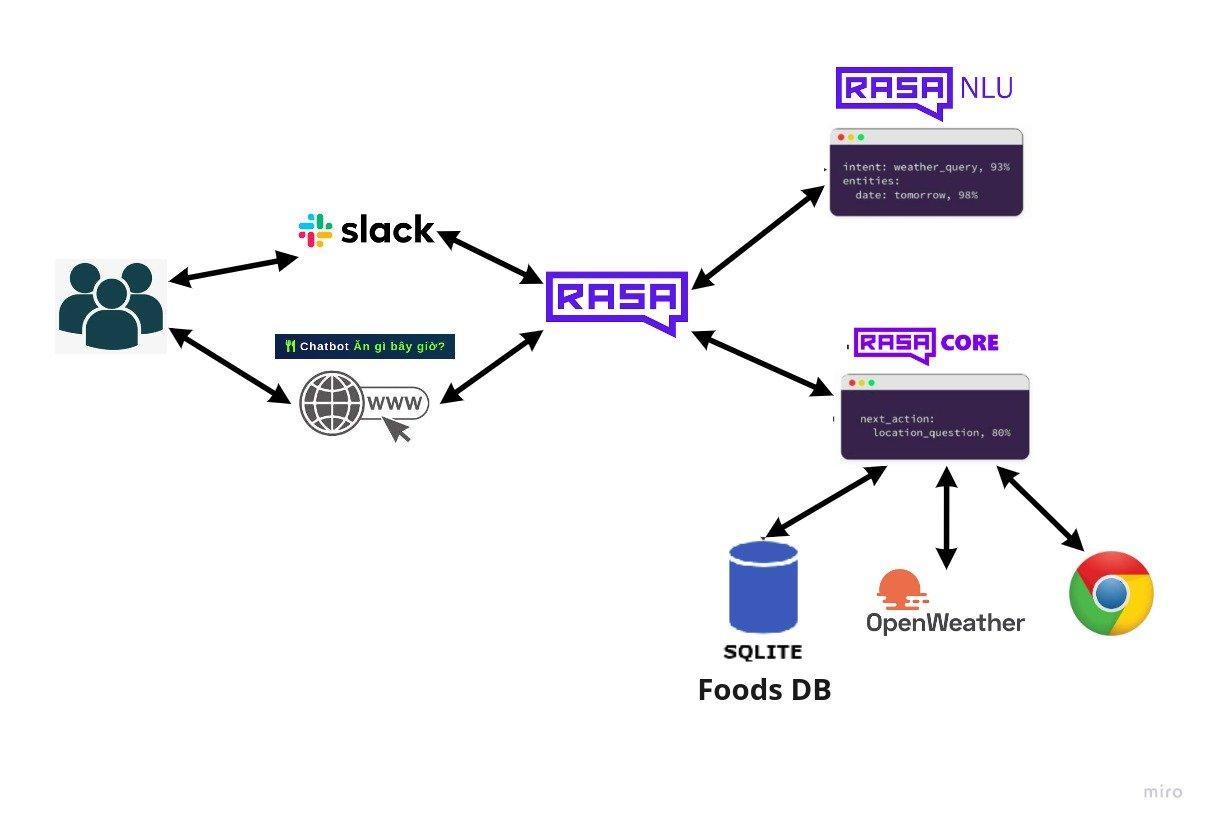 RASA NLU
intent: weather_query, 93%
entities:
date: tomorrow, 98%
slack
RASA
Chatbot Ăn gì bây giờ?
WWW
RASA CORE
next_action:
location_question, 80%
OpenWeather
SQLITE
Foods DB
miro